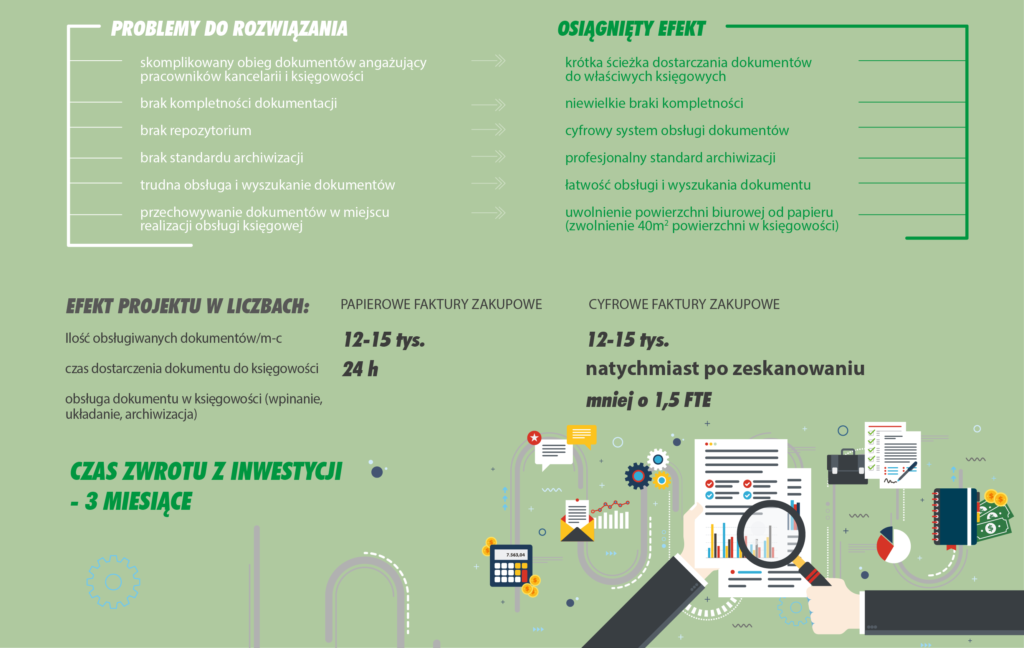 PROBLEMY DO ROZWIĄZANIA
skomplikowany obieg dokumentów angażujący
pracowników kancelarii i księgowości
brak kompletności dokumentacji
brak repozytorium
brak standardu archiwizacji
trudna obsługa i wyszukanie dokumentów
przechowywanie dokumentów w miejscu
realizacji obsługi księgowej
OSIĄGNIĘTY EFEKT
krótka ścieżka dostarczania dokumentów
do właściwych księgowych
niewielkie braki kompletności
cyfrowy system obsługi dokumentów
profesjonalny standard archiwizacji
łatwość obsługi i wyszukania dokumentu
uwolnienie powierzchni biurowej od papieru
(zwolnienie 40m² powierzchni w księgowości)
EFEKT PROJEKTU W LICZBACH:
PAPIEROWE FAKTURY ZAKUPOWE
CYFROWE FAKTURY ZAKUPOWE
Ilość obsługiwanych dokumentów/m-c
12-15 tys.
12-15 tys.
czas dostarczenia dokumentu do księgowości
24 h
natychmiast po zeskanowaniu
obsługa dokumentu w księgowości (wpinanie,
układanie, archiwizacja)
mniej o 1,5 FTE
CZAS ZWROTU Z INWESTYCJI
- 3 MIESIĄCE
7.563,04